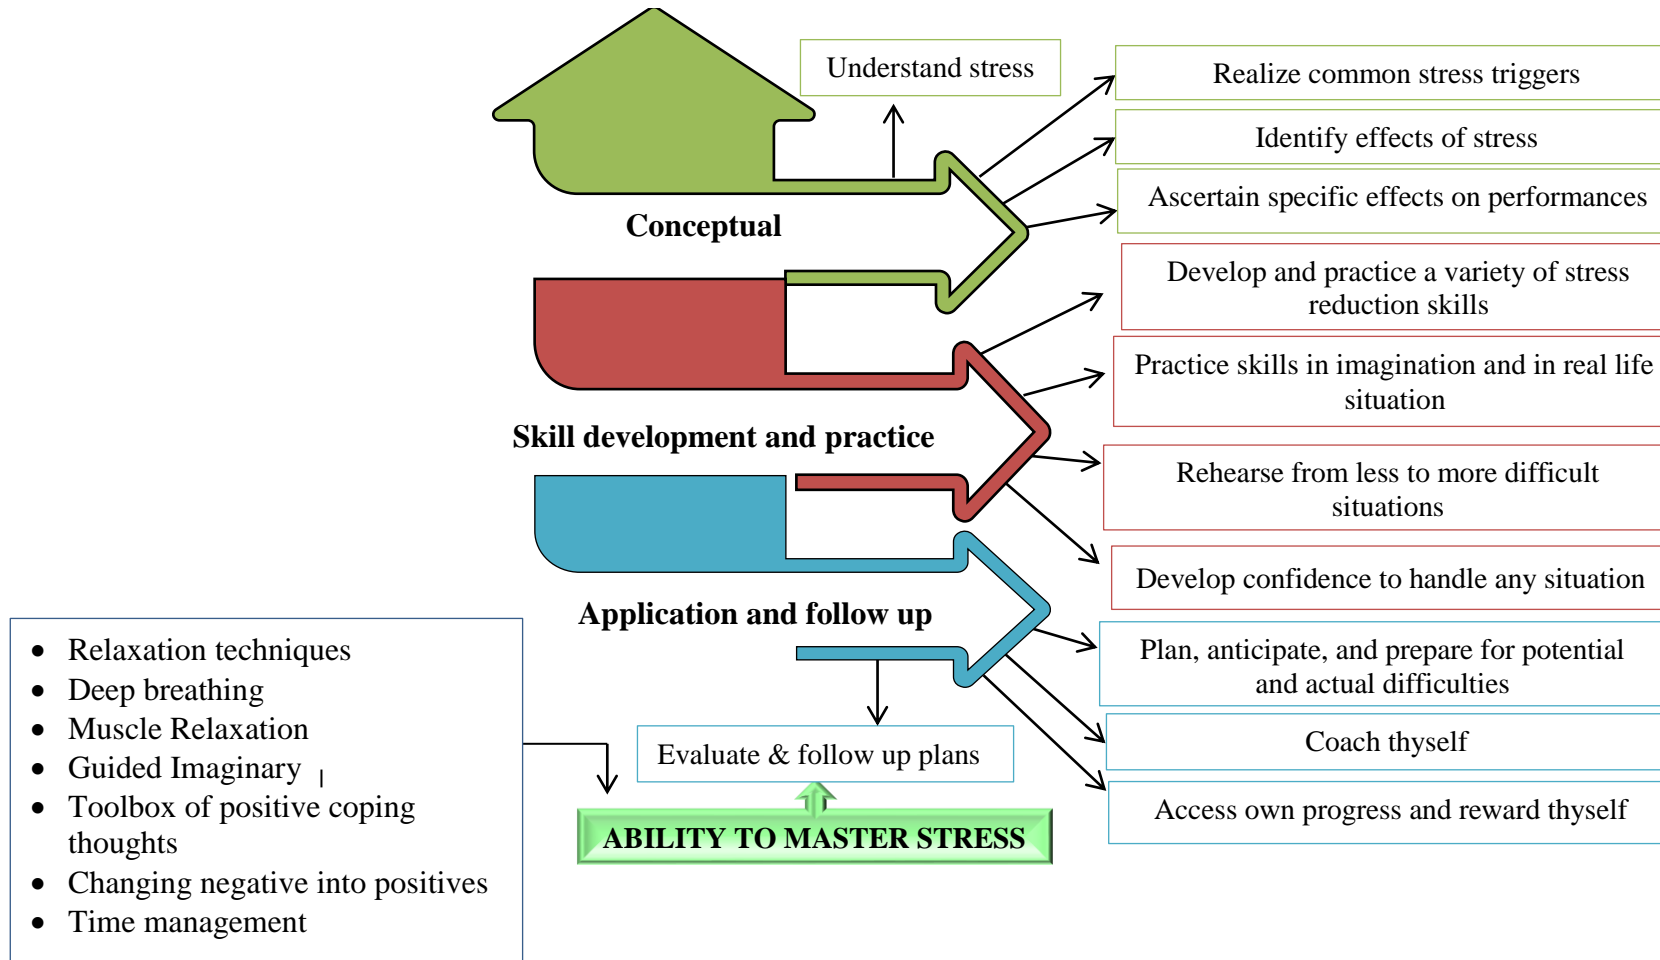 Understand stress
Realize common stress triggers
Identify effects of stress
Ascertain specific effects on performances
Conceptual
Develop and practice a variety of stress
reduction skills
Practice skills in imagination and in real life
situation
Skill development and practice
Rehearse from less to more difficult
situations
Develop confidence to handle any situation
Application and follow up
Plan, anticipate, and prepare for potential
and actual difficulties
Coach thyself
Access own progress and reward thyself
Evaluate & follow up plans
ABILITY TO MASTER STRESS
• Relaxation techniques
• Deep breathing
• Muscle Relaxation
• Guided Imaginary
• Toolbox of positive coping
thoughts
• Changing negative into positives
• Time management